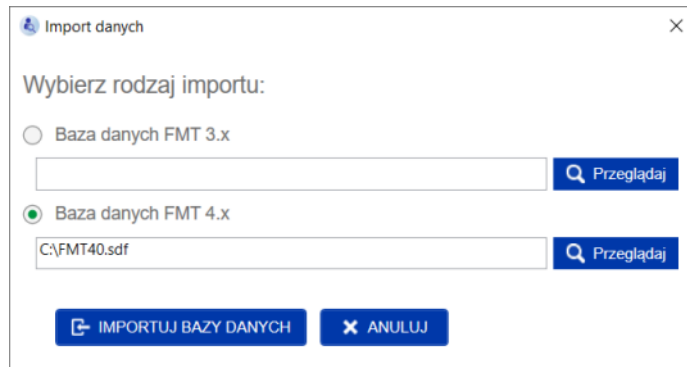 Import danych
Wybierz rodzaj importu:
Baza danych FMT 3.x
Przeglądaj
Baza danych FMT 4.x
C:\FMT40.sdf
Przeglądaj
IMPORTUJ BAZY DANYCH ANULUJ